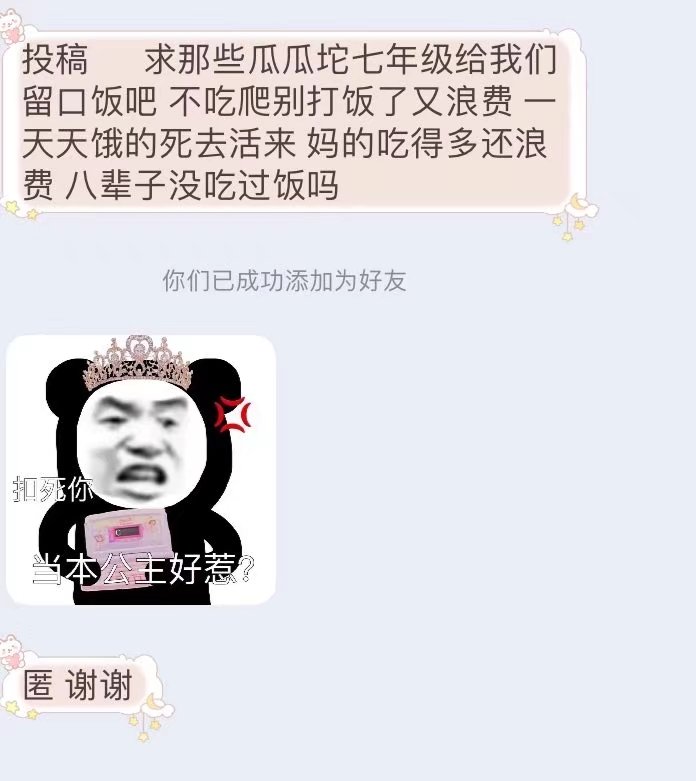 投稿 求那些瓜瓜坨七年级给我们
留口饭吧 不吃爬别打饭了又浪费 一
天天饿的死去活来 妈的吃得多还浪
费 八辈子没吃过饭吗
你们已成功添加为好友
扣死你
当本公主好惹?
匿 谢谢